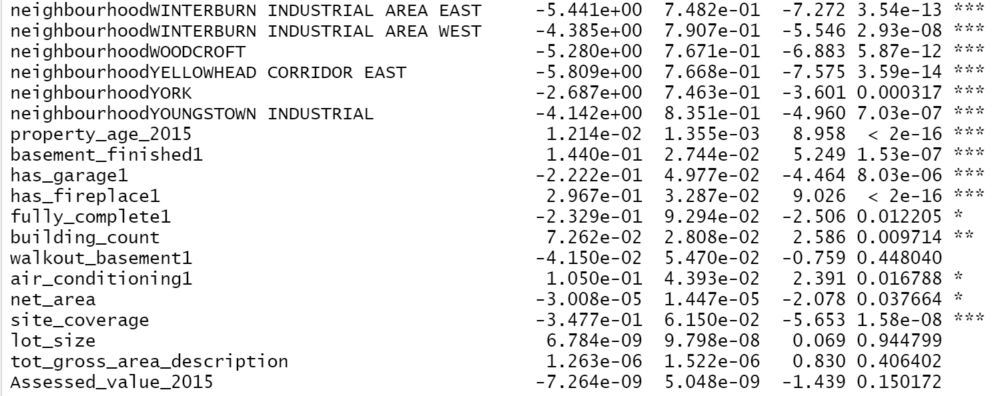 neighbourhoodWINTERBURN INDUSTRIAL AREA EAST -5.441e+00 7.482e-01 -7.272 3.54e-13 ***
neighbourhoodWINTERBURN INDUSTRIAL AREA WEST -4.385e+00 7.907e-01 -5.546 2.93e-08 ***
neighbourhoodWOODCROFT -5.280e+00 7.671e-01 -6.883 5.87e-12 ***
neighbourhoodYELLOWHEAD CORRIDOR EAST -5.809e+00 7.668e-01 -7.575 3.59e-14 ***
neighbourhoodYORK -2.687e+00 7.463e-01 -3.601 0.000317 ***
neighbourhoodYOUNGSTOWN INDUSTRIAL -4.142e+00 8.351e-01 -4.960 7.03e-07 ***
property_age_2015 1.214e-02 1.355e-03 8.958 < 2e-16 ***
basement_finished1 1.440e-01 2.744e-02 5.249 1.53e-07 ***
has_garage1 -2.222e-01 4.977e-02 -4.464 8.03e-06 ***
has_fireplace1 2.967e-01 3.287e-02 9.026 < 2e-16 ***
fully_complete1 -2.329e-01 9.294e-02 -2.506 0.012205 *
building_count 7.262e-02 2.808e-02 2.586 0.009714 **
walkout_basement1 -4.150e-02 5.470e-02 -0.759 0.448040
air_conditioning1 1.050e-01 4.393e-02 2.391 0.016788 *
net_area -3.008e-05 1.447e-05 -2.078 0.037664 *
site_coverage -3.477e-01 6.150e-02 -5.653 1.58e-08 ***
lot_size 6.784e-09 9.798e-08 0.069 0.944799
tot_gross_area_description 1.263e-06 1.522e-06 0.830 0.406402
Assessed_value_2015 -7.264e-09 5.048e-09 -1.439 0.150172